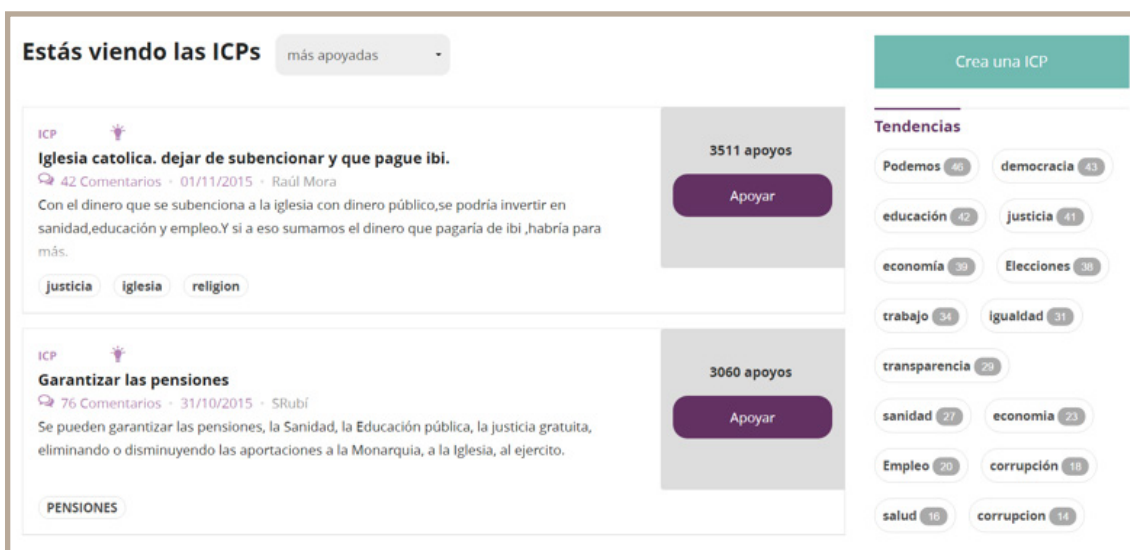 Estás viendo las ICPs
más apoyadas
ICP
Iglesia catolica. dejar de subencionar y que pague ibi.
42 Comentarios · 01/11/2015 · Raúl Mora
Con el dinero que se subenciona a la iglesia con dinero público,se podría invertir en
sanidad,educación y empleo.Y si a eso sumamos el dinero que pagaría de ibi ,habría para
más.
justicia iglesia religion
3511 apoyos
Apoyar
ICP
Garantizar las pensiones
76 Comentarios · 31/10/2015 · SRubí
Se pueden garantizar las pensiones, la Sanidad, la Educación pública, la justicia gratuita,
eliminando o disminuyendo las aportaciones a la Monarquia, a la Iglesia, al ejercito.
PENSIONES
3060 apoyos
Apoyar
Crea una ICP
Tendencias
Podemos 46 democracia 43
educación 42 justicia 41
economía 39 Elecciones 38
trabajo 34 igualdad 31
transparencia 29
sanidad 27 economia 23
Empleo 20 corrupción 18
salud 16 corrupcion 14